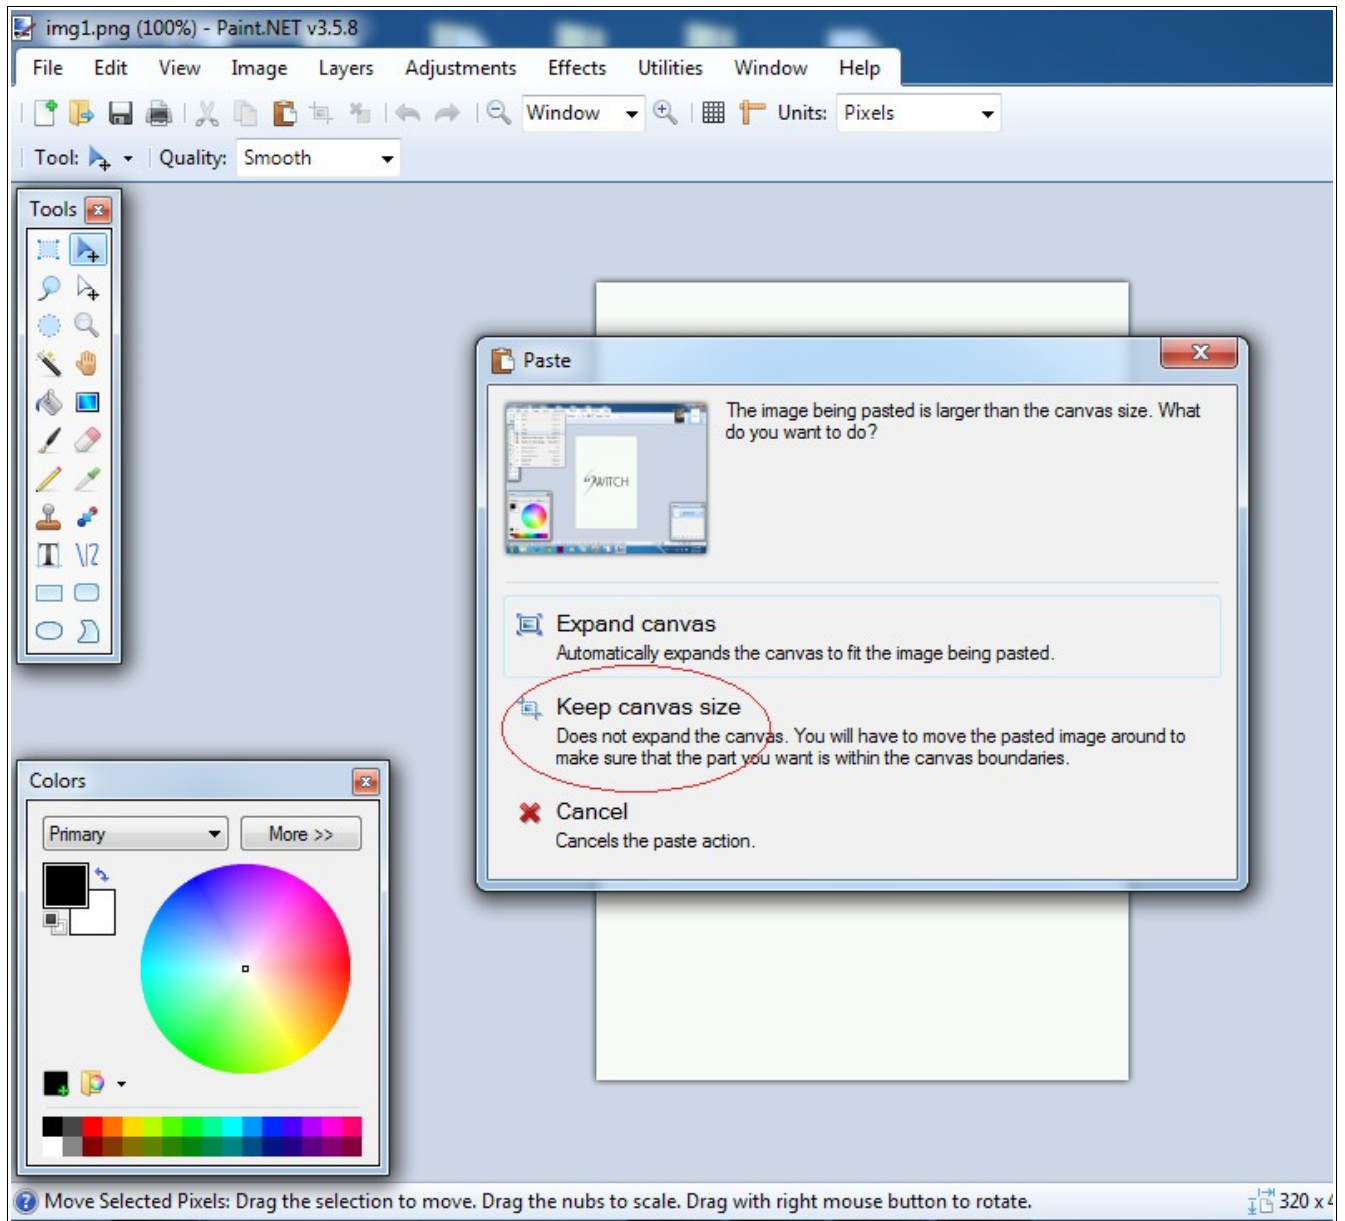 img1.png (100%) - Paint.NET v3.5.8
File Edit View Image Layers Adjustments Effects Utilities Window Help
Window Units: Pixels
Tool: Quality: Smooth
Tools
Paste
The image being pasted is larger than the canvas size. What
do you want to do?
SWITCH
Expand canvas
Automatically expands the canvas to fit the image being pasted.
Keep canvas size
Does not expand the canvas. You will have to move the pasted image around to
make sure that the part you want is within the canvas boundaries.
Cancel
Cancels the paste action.
Colors
Primary More >>
Move Selected Pixels: Drag the selection to move. Drag the nubs to scale. Drag with right mouse button to rotate.
320 x